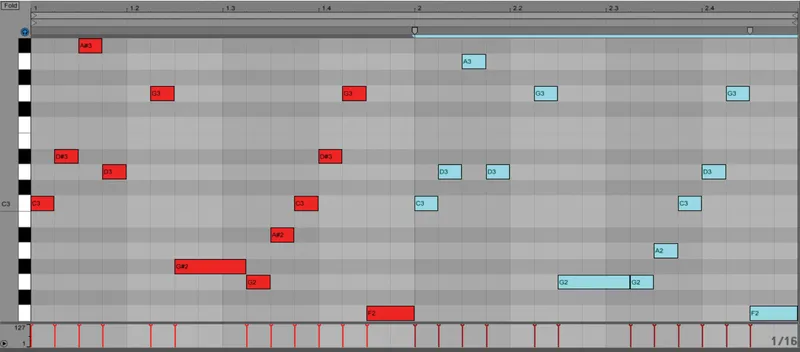 Fold 1 1.2 1.3 1.4 2 2.2 2.3 2.4
A#3
A3
G3 G3 G3 G3
D#3 D#3
D3 D3 D3 D3
C3 C3 C3 C3 C3
A#2
A2
G#2
G2 G2 G2
F2 F2
127
1 1/16